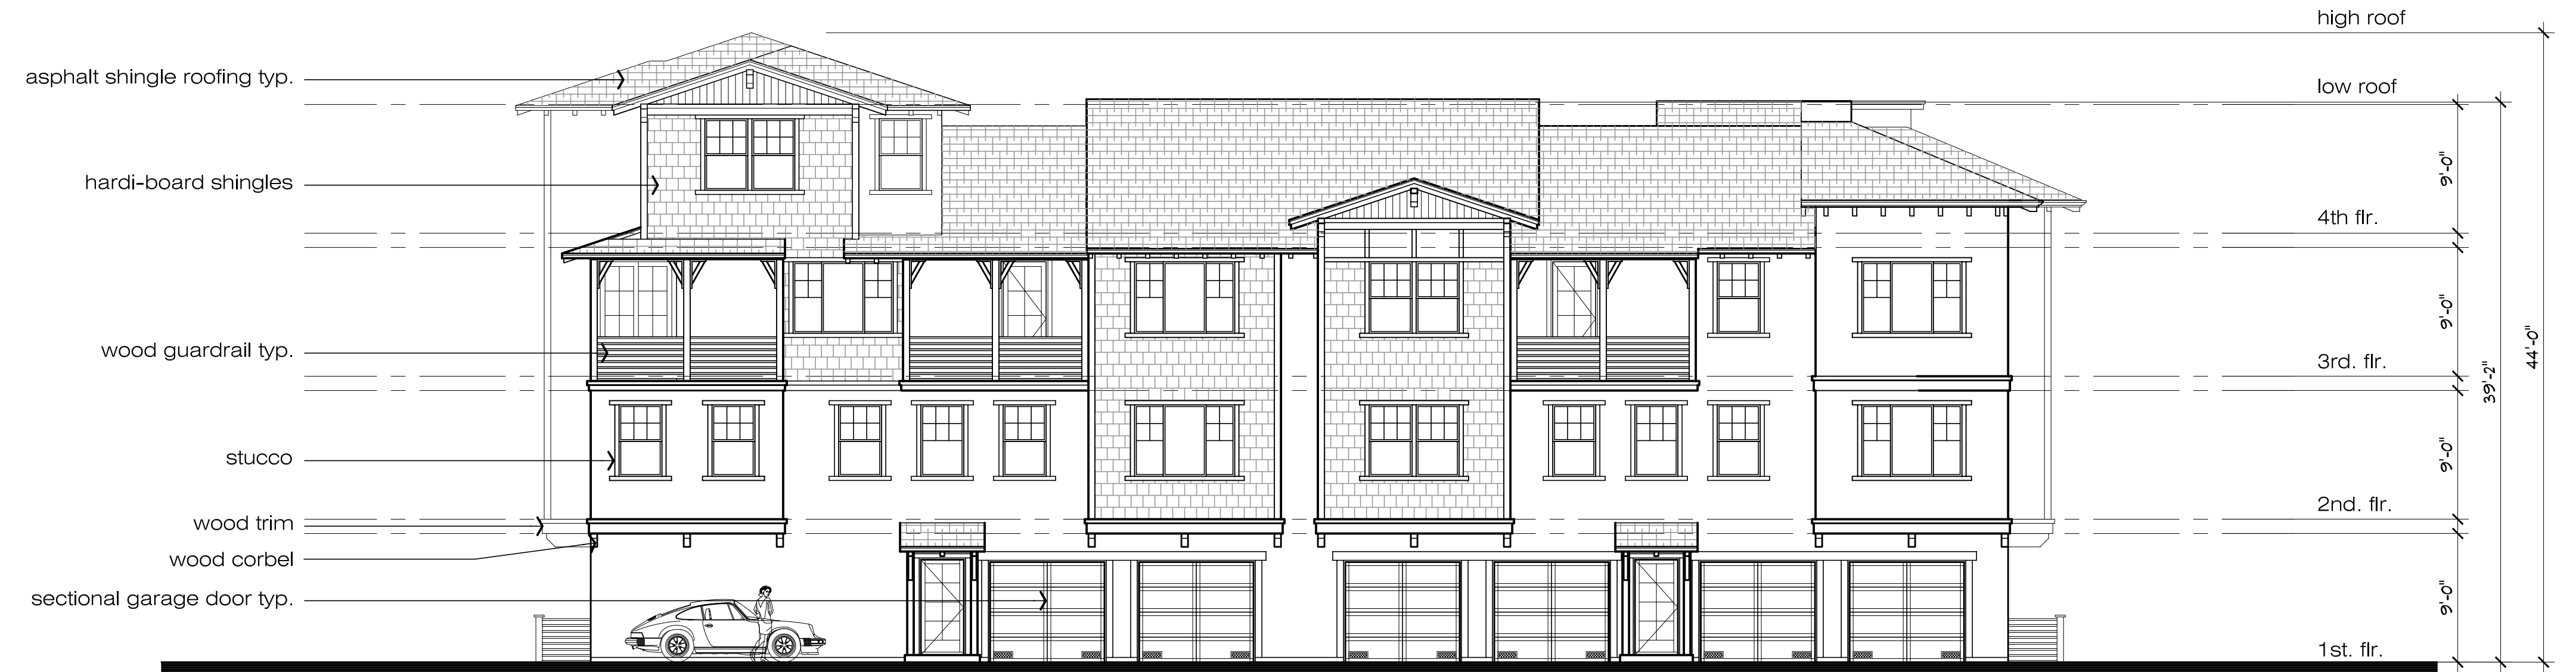 high roof
asphalt shingle roofing typ.
low roof
hardi-board shingles
9'-0"
4th flr.
9'-0"
44'-0"
wood guardrail typ.
3rd. flr.
39'-2"
stucco
9'-0"
wood trim
2nd. flr.
wood corbel
sectional garage door typ.
9'-0"
1st. flr.